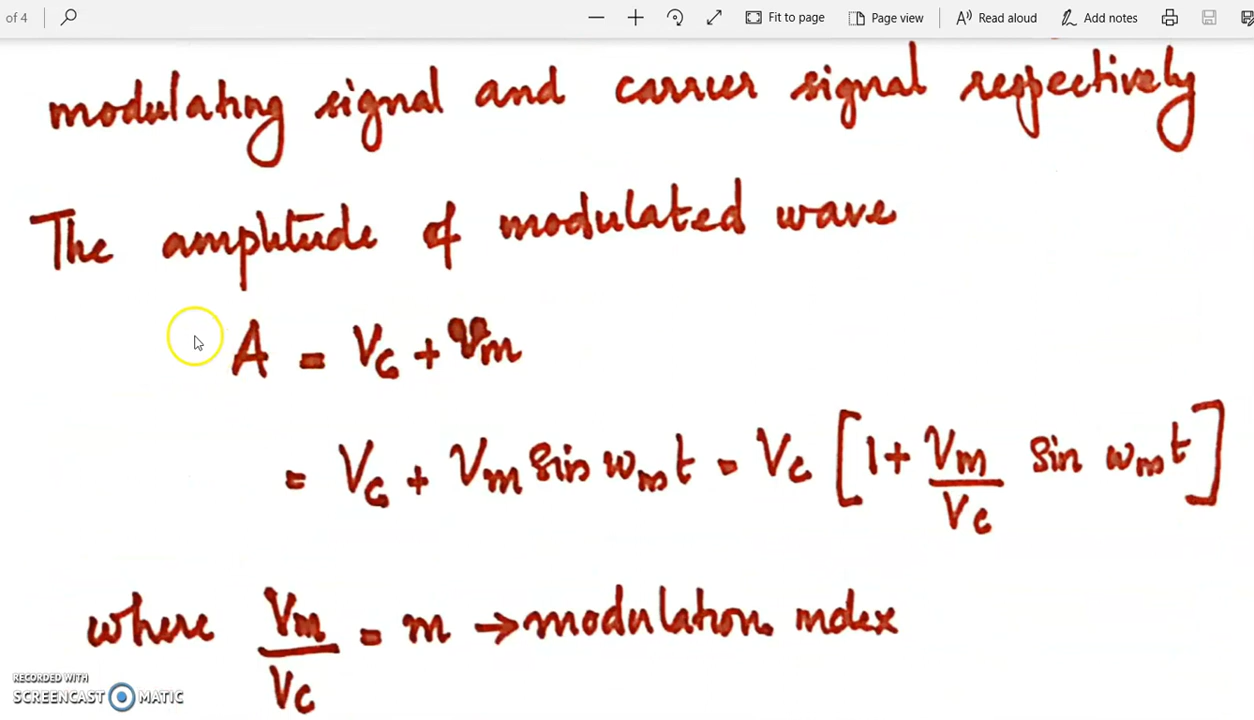 of 4 Fit to page Page view Read aloud Add notes
modulating signal and carrier signal respectively
The amplitude of modulated wave
A = Vc + vm
= Vc + Vm sin ωm t = Vc [1 + Vm/Vc sin ωm t]
where Vm/Vc = m → modulation index
RECORDED WITH
SCREENCAST MATIC